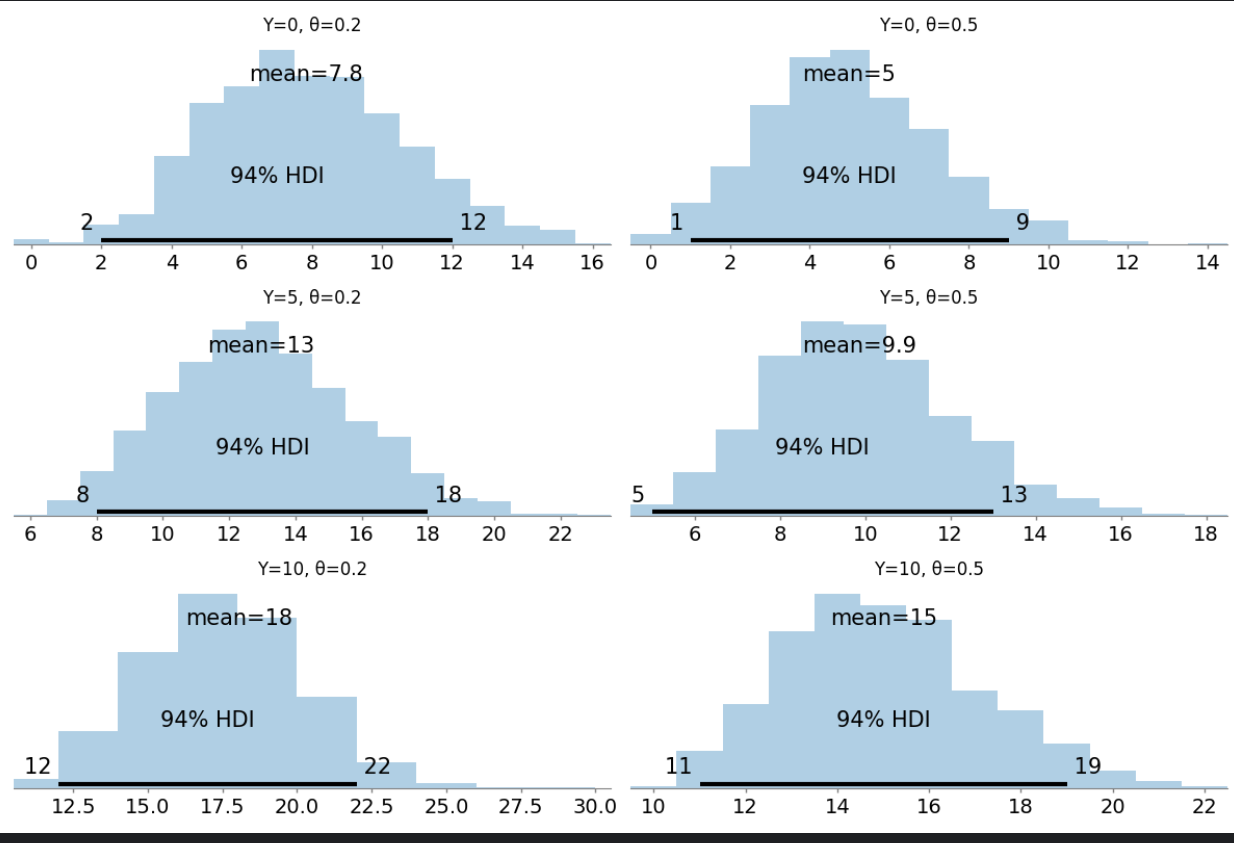 Y=0, θ=0.2
mean=7.8
94% HDI
2 12
0 2 4 6 8 10 12 14 16
Y=0, θ=0.5
mean=5
94% HDI
1 9
0 2 4 6 8 10 12 14
Y=5, θ=0.2
mean=13
94% HDI
8 18
6 8 10 12 14 16 18 20 22
Y=5, θ=0.5
mean=9.9
94% HDI
5 13
6 8 10 12 14 16 18
Y=10, θ=0.2
mean=18
94% HDI
12 22
12.5 15.0 17.5 20.0 22.5 25.0 27.5 30.0
Y=10, θ=0.5
mean=15
94% HDI
11 19
10 12 14 16 18 20 22